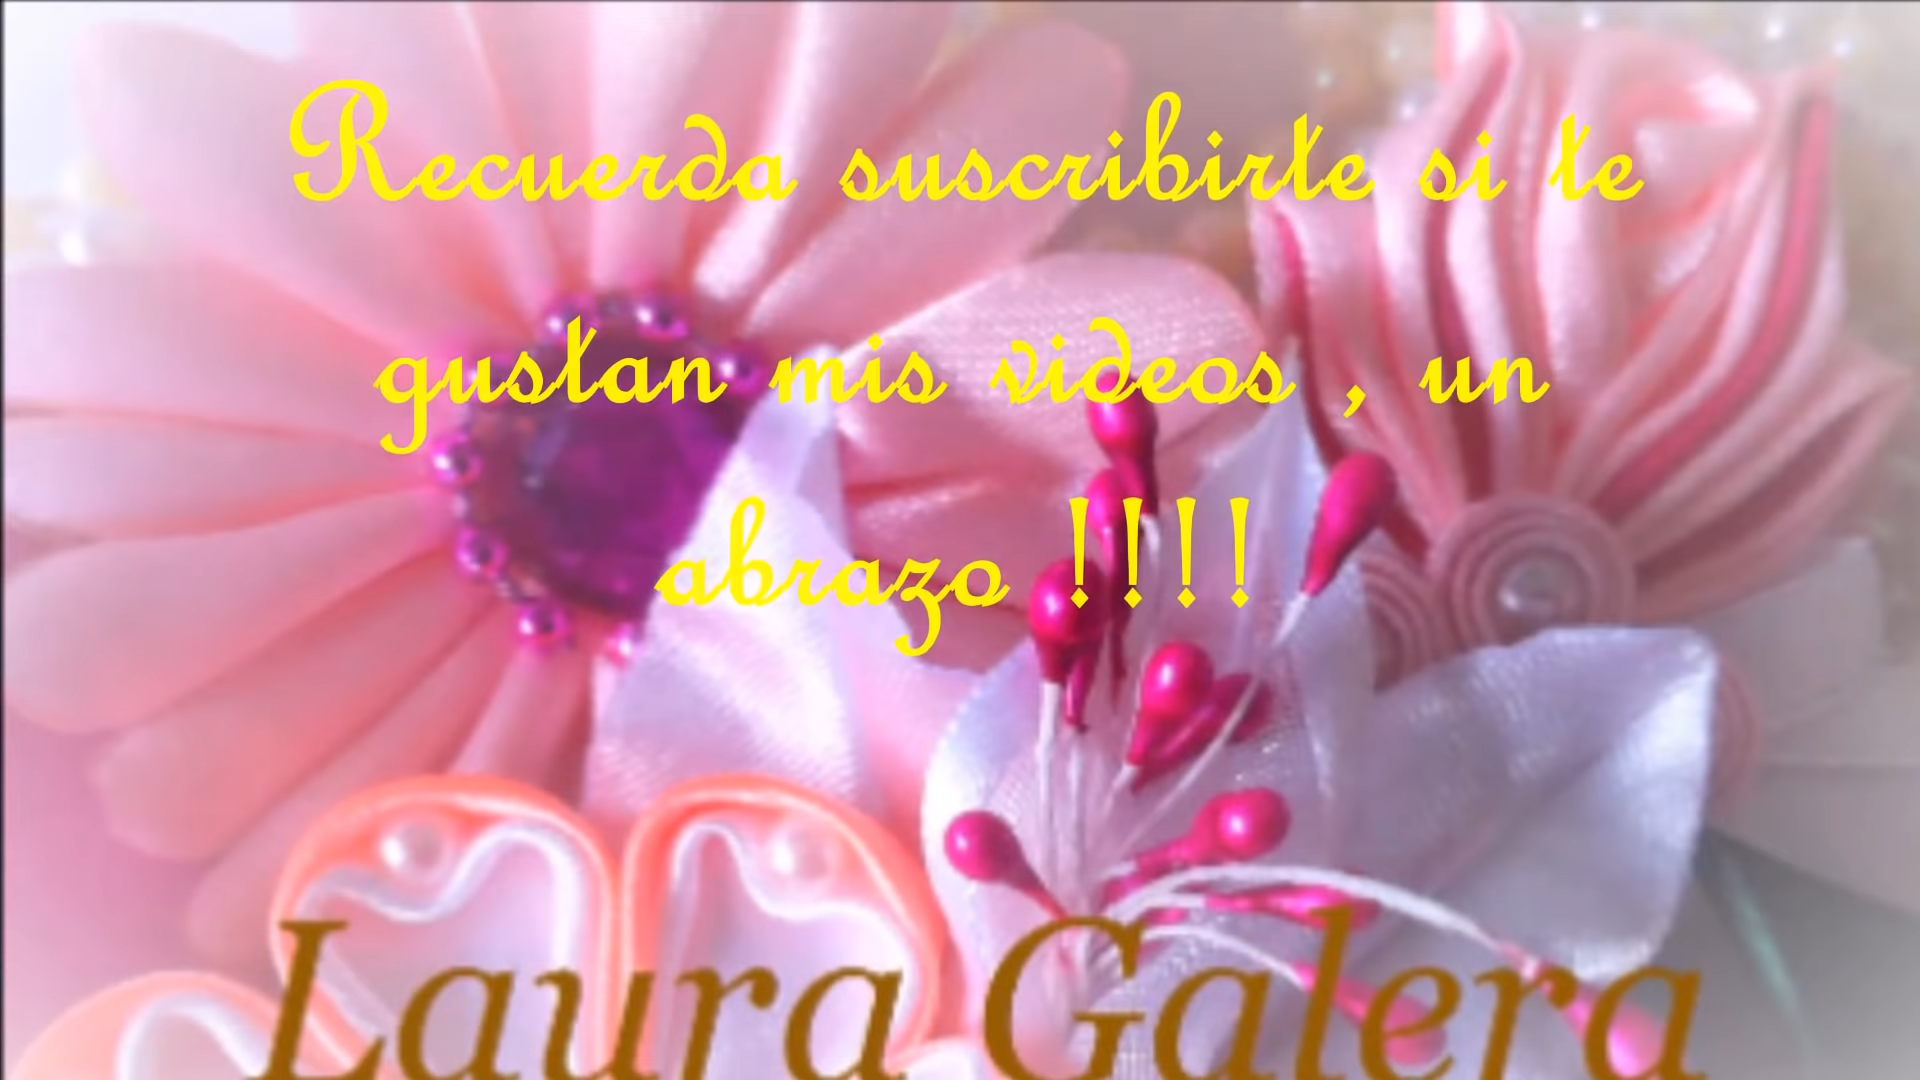 Recuerda suscribirte si te
gustan mis videos , un
abrazo !!!!
Laura Galera